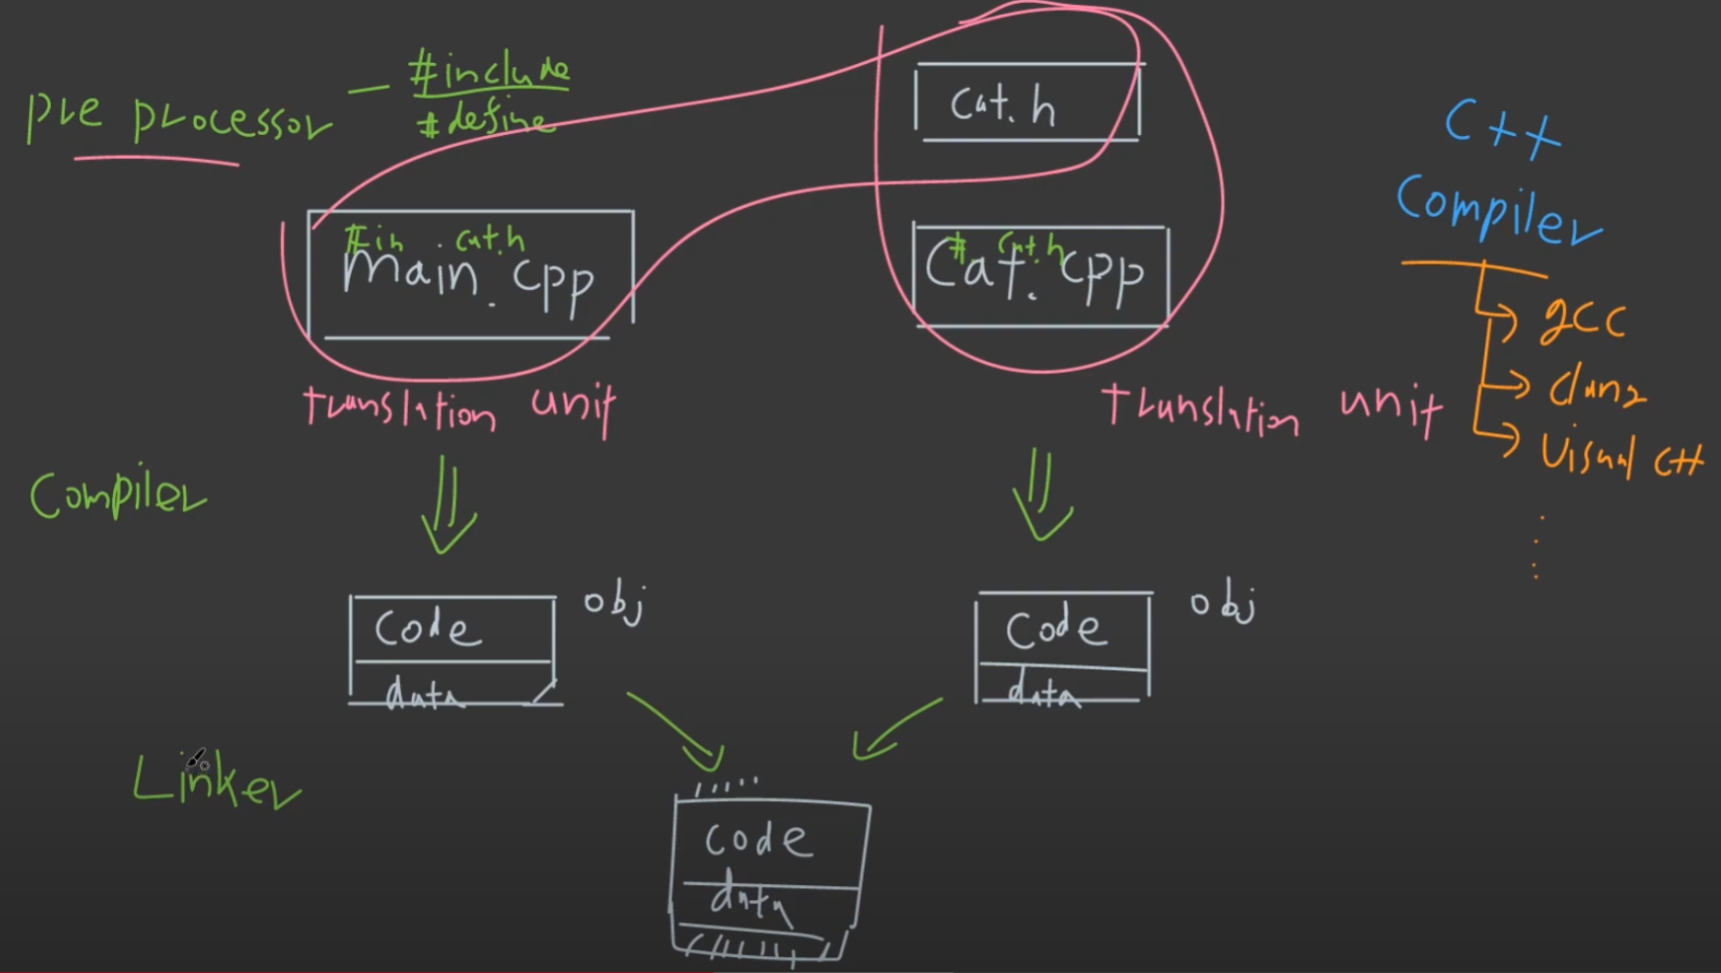 pre processor - #include
#define
cat.h
#in . cat.h
main.cpp
# cat.h
Cat.cpp
translation unit
translation unit
C++
Compiler
gcc
clang
Visual C++
Compiler
code
data
obj
code
data
obj
Linker
code
data